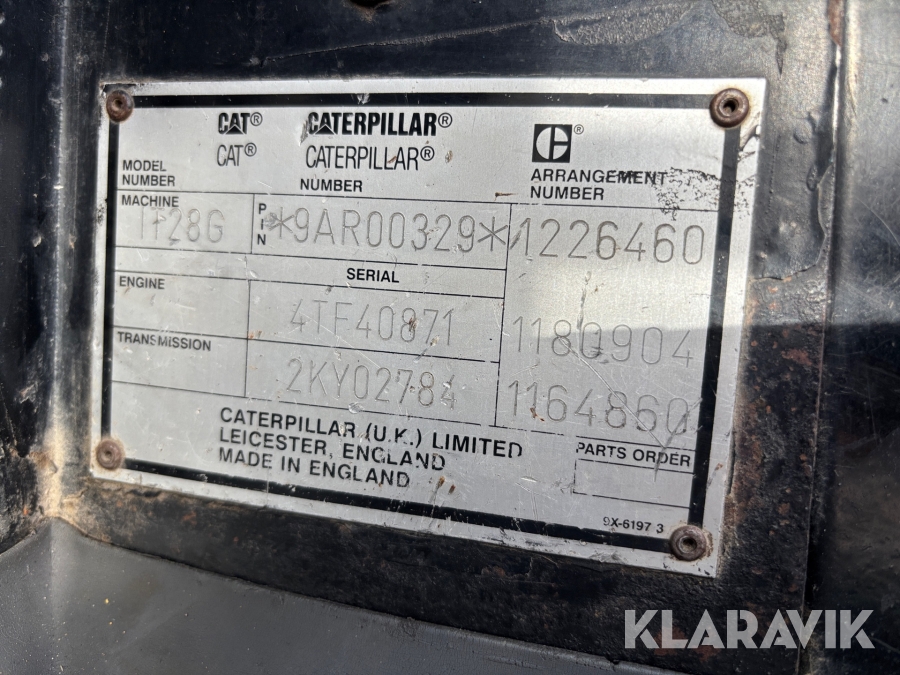 CAT® CATERPILLAR® ®
CAT® CATERPILLAR®
MODEL NUMBER NUMBER ARRANGEMENT NUMBER
MACHINE IT28G PIN *9AR00329* 1226460
SERIAL
ENGINE 4TF40871 1180904
TRANSMISSION 2KY02784 1164860
CATERPILLAR (U.K.) LIMITED
LEICESTER, ENGLAND
MADE IN ENGLAND
PARTS ORDER
9X-6197 3
KLARAVIK